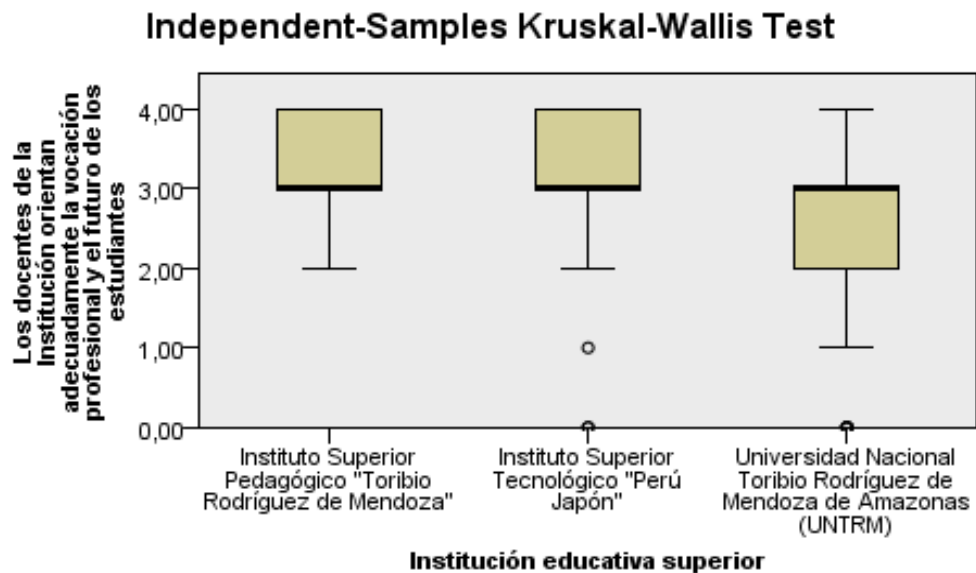 Independent-Samples Kruskal-Wallis Test
Los docentes de la
Institución orientan
adecuadamente la vocación
profesional y el futuro de los
estudiantes
4,00
3,00
2,00
1,00
0,00
Instituto Superior
Pedagógico "Toribio
Rodríguez de Mendoza"
Instituto Superior
Tecnológico "Perú
Japón"
Universidad Nacional
Toribio Rodríguez de
Mendoza de Amazonas
(UNTRM)
Institución educativa superior